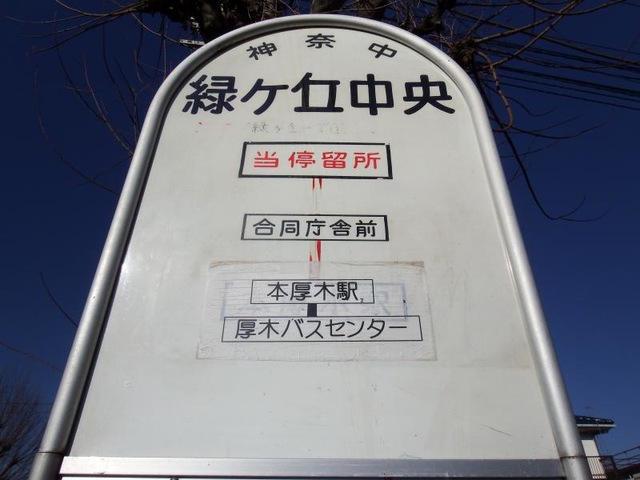 神奈中
緑ケ丘中央
当停留所
合同庁舎前
本厚木駅
厚木バスセンター